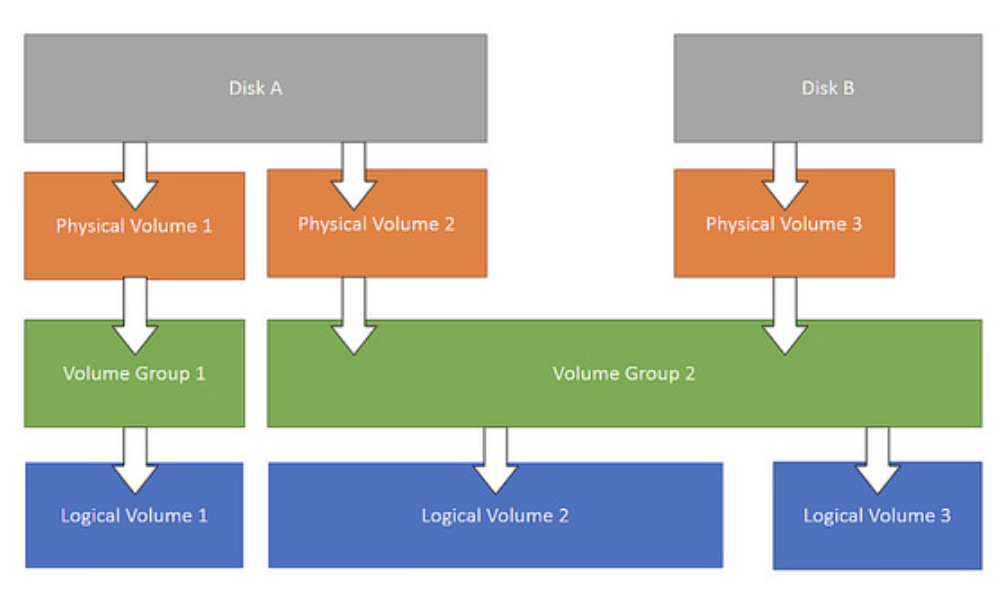 Disk A
Disk B
Physical Volume 1
Physical Volume 2
Physical Volume 3
Volume Group 1
Volume Group 2
Logical Volume 1
Logical Volume 2
Logical Volume 3